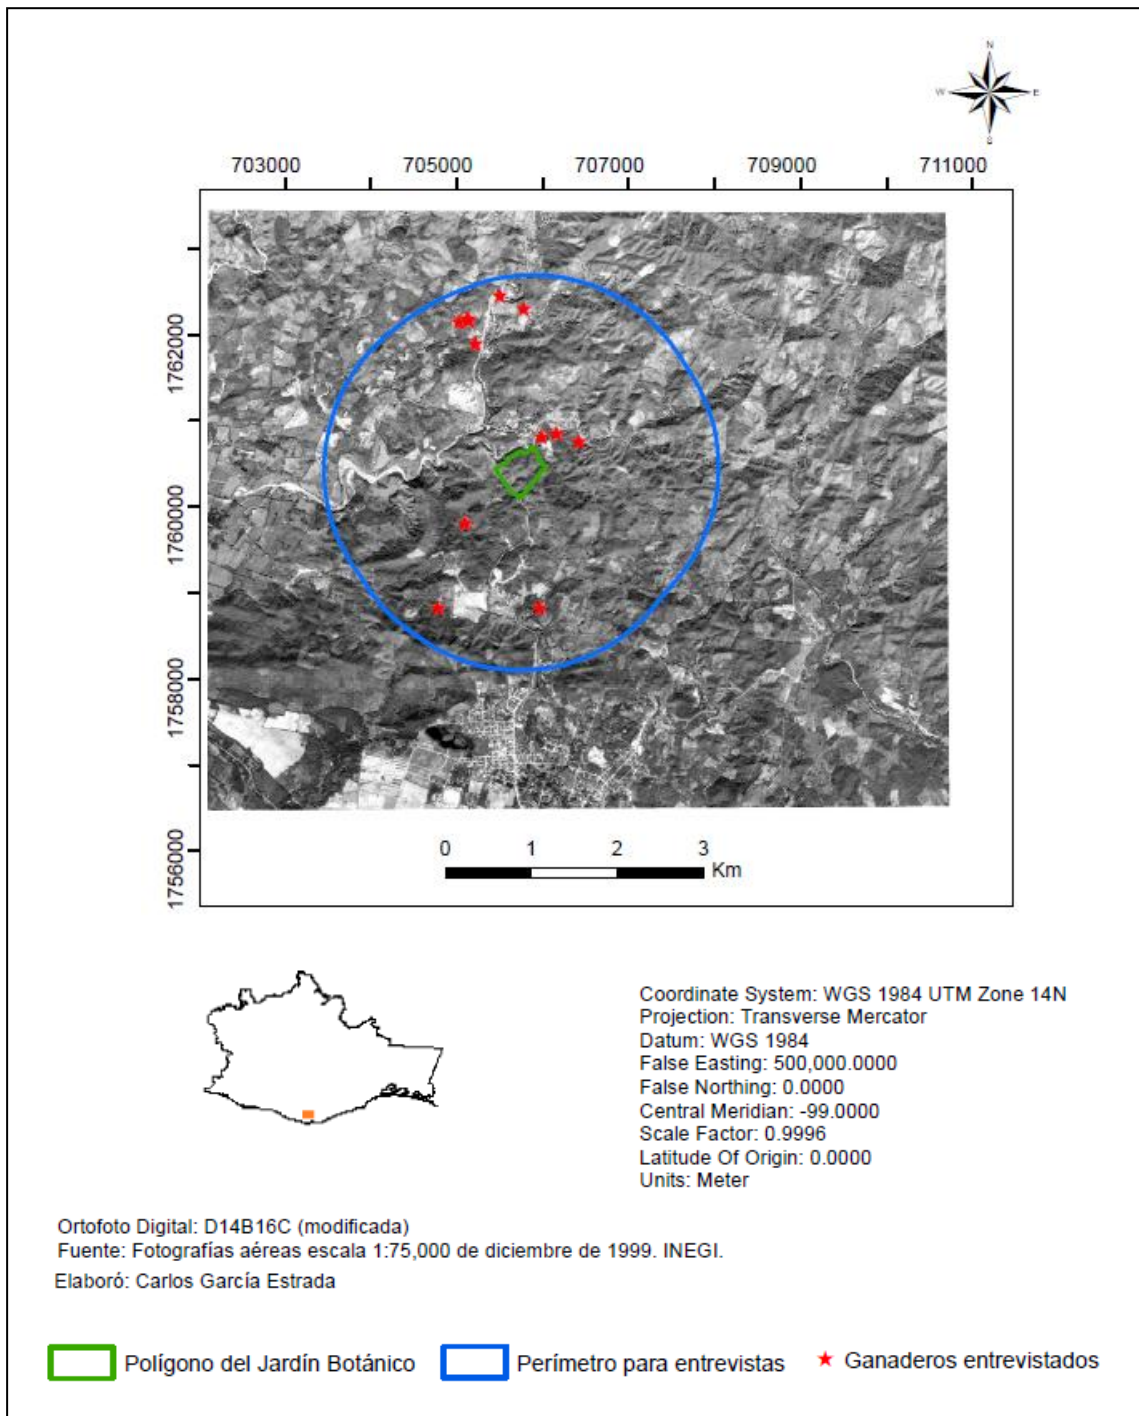 N
W E
S
703000 705000 707000 709000 711000
1762000
1760000
1758000
1756000
0 1 2 3
Km
Coordinate System: WGS 1984 UTM Zone 14N
Projection: Transverse Mercator
Datum: WGS 1984
False Easting: 500,000.0000
False Northing: 0.0000
Central Meridian: -99.0000
Scale Factor: 0.9996
Latitude Of Origin: 0.0000
Units: Meter
Ortofoto Digital: D14B16C (modificada)
Fuente: Fotografías aéreas escala 1:75,000 de diciembre de 1999. INEGI.
Elaboró: Carlos García Estrada
Polígono del Jardín Botánico Perímetro para entrevistas Ganaderos entrevistados